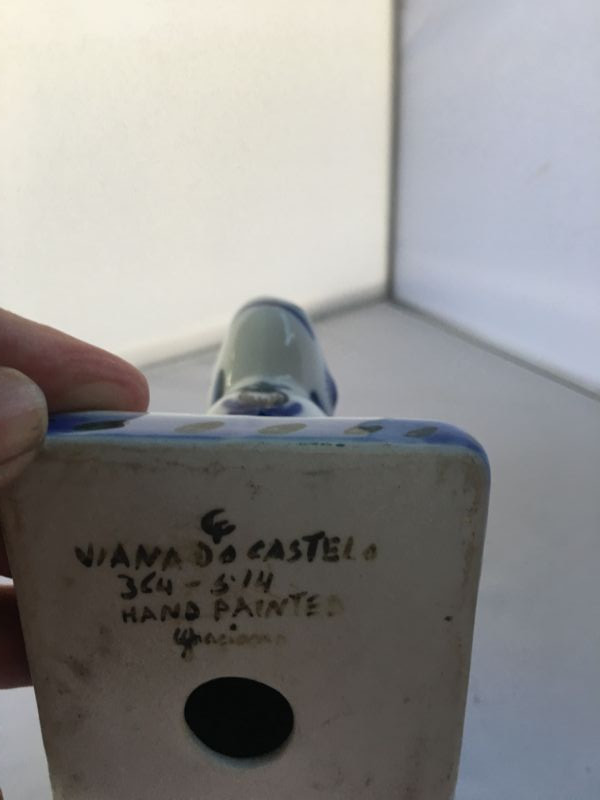 VIANA DO CASTELO
364 - 5·14
HAND PAINTED